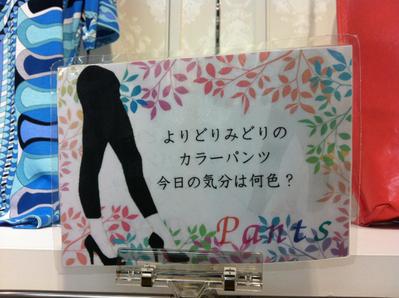 よりどりみどりの
カラーパンツ
今日の気分は何色？
Pants